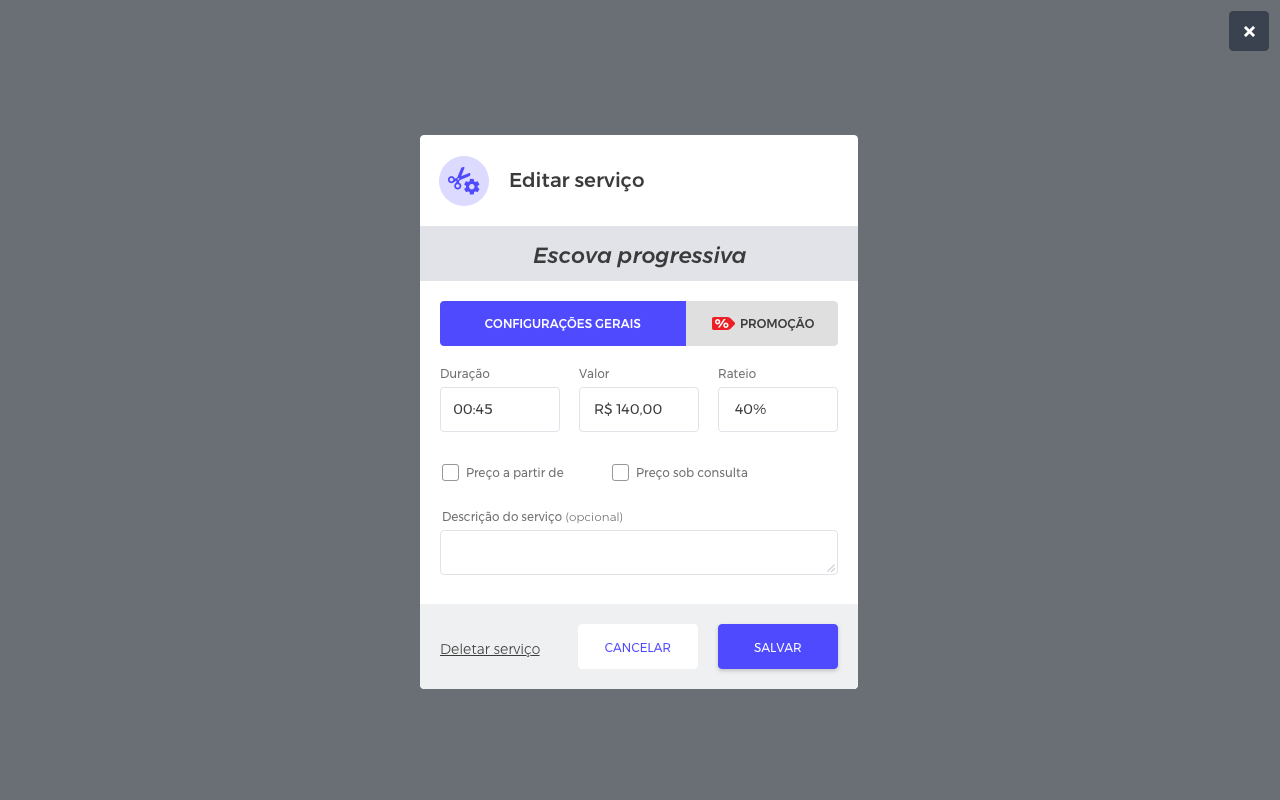 Editar serviço
Escova progressiva
CONFIGURAÇÕES GERAIS
% PROMOÇÃO
Duração
Valor
Rateio
00:45
R$ 140,00
40%
Preço a partir de
Preço sob consulta
Descrição do serviço (opcional)
Deletar serviço
CANCELAR
SALVAR